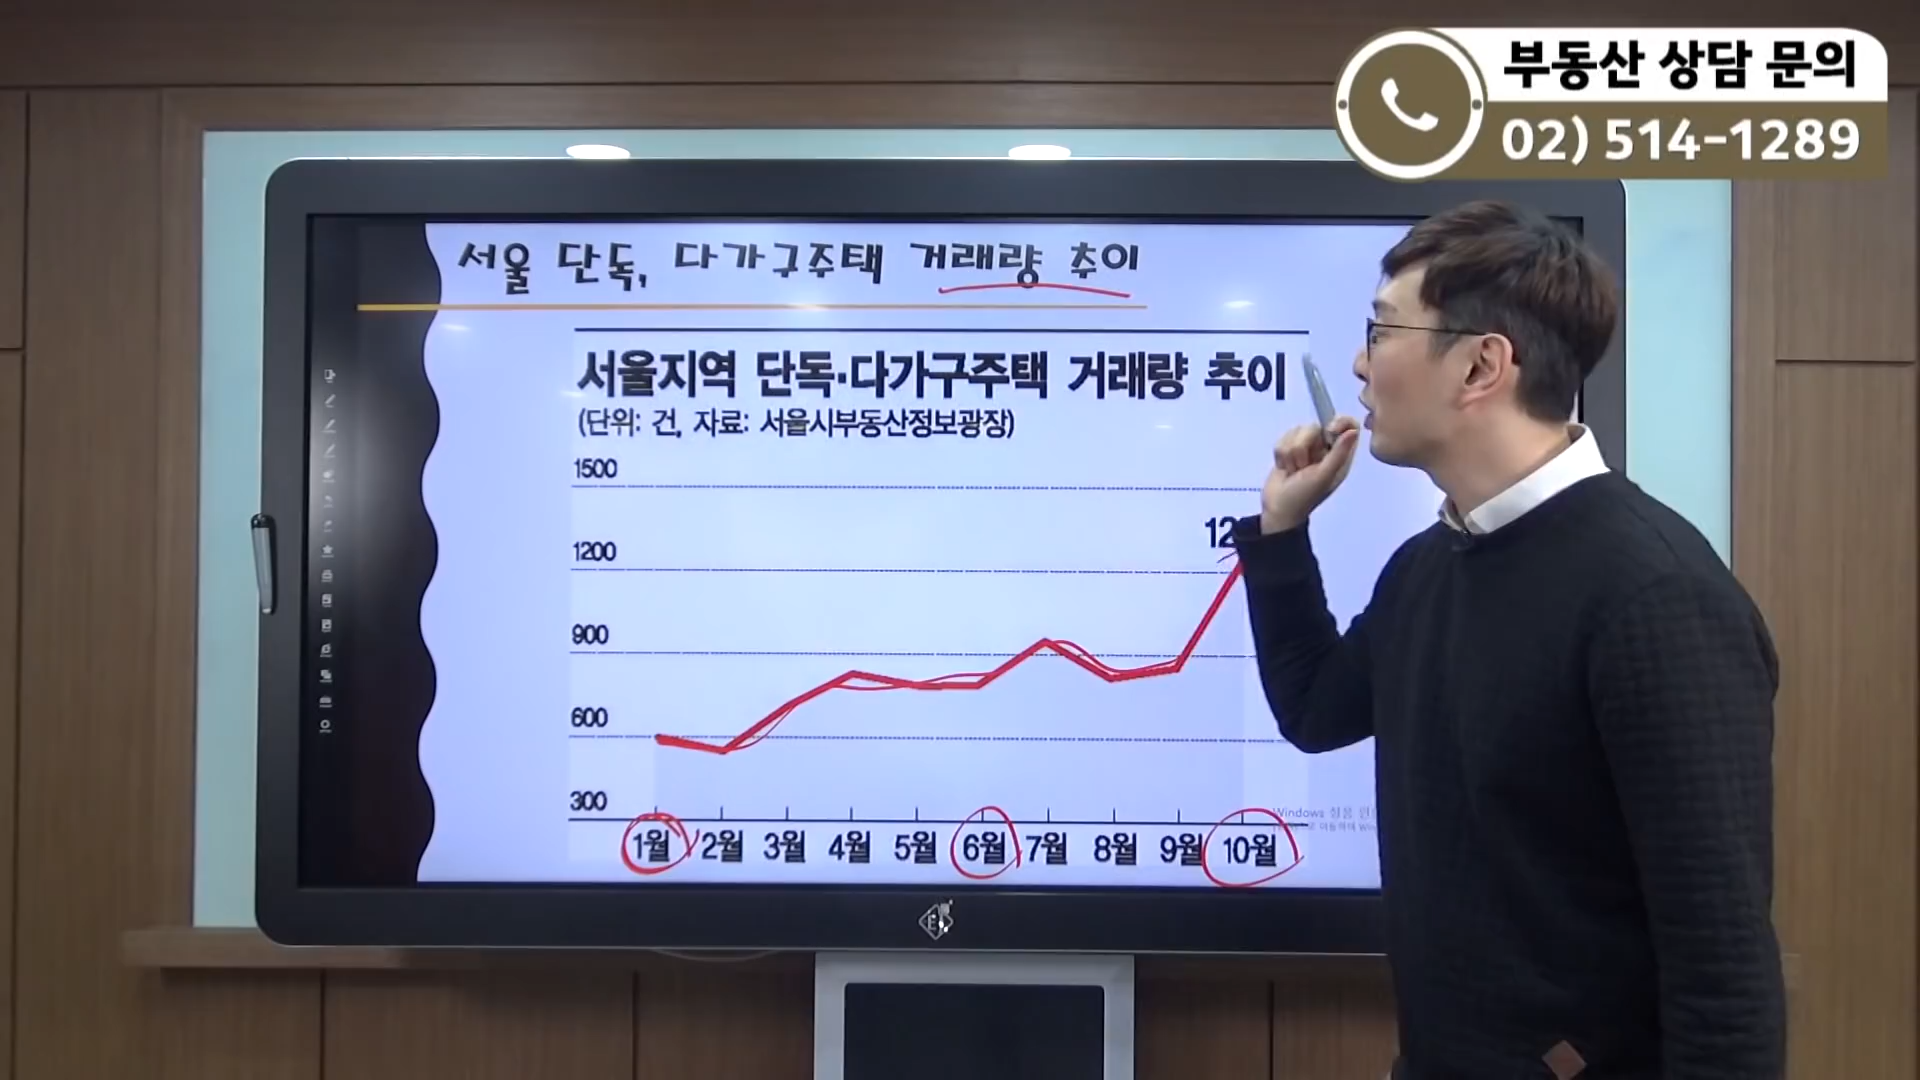 부동산 상담 문의
02) 514-1289
서울 단독, 다가구주택 거래량 추이
서울지역 단독·다가구주택 거래량 추이
(단위: 건, 자료: 서울시부동산정보광장)
1500
1200
900
600
300
1월 2월 3월 4월 5월 6월 7월 8월 9월 10월
Windows